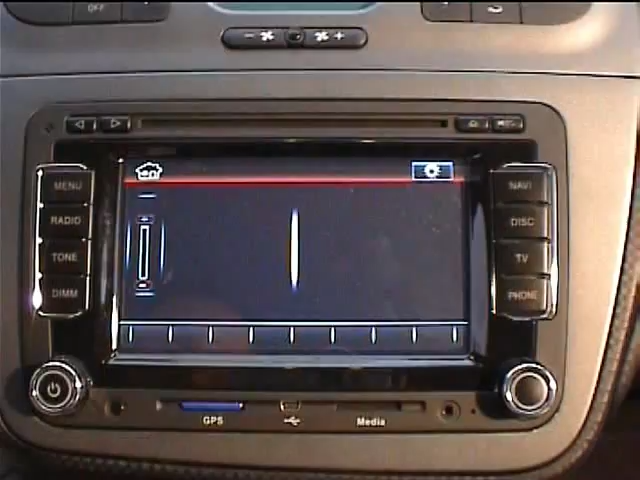 OFF
MENU
RADIO
TONE
DIMM
NAVI
DISC
TV
PHONE
GPS
Media